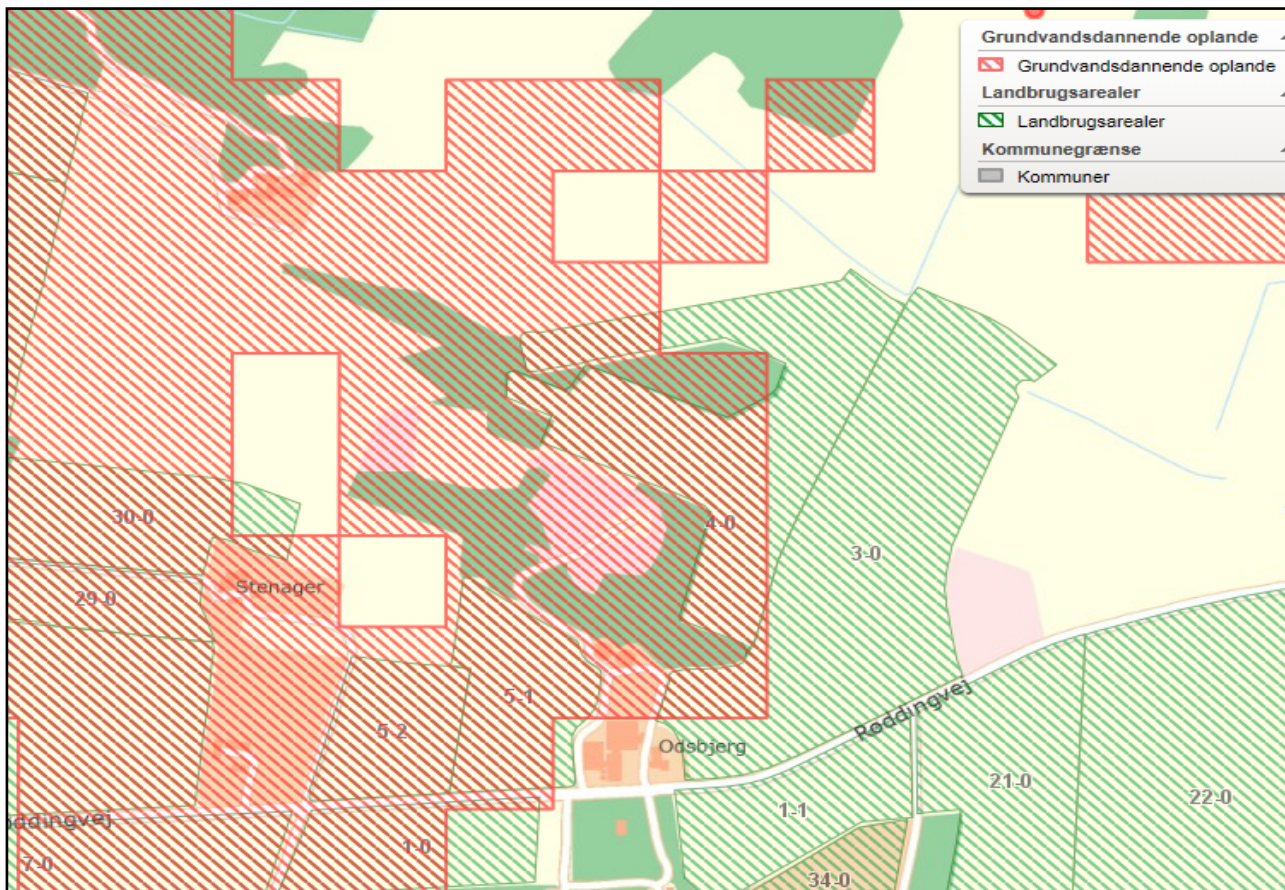 Grundvandsdannende oplande
Grundvandsdannende oplande
Landbrugsarealer
Landbrugsarealer
Kommunegrænse
Kommuner
30-0
4-0
3-0
Stenager
29-0
5-1
Røddingvej
5-2
Odsbjerg
21-0
22-0
1-1
ddingvej
1-0
7-0
34-0